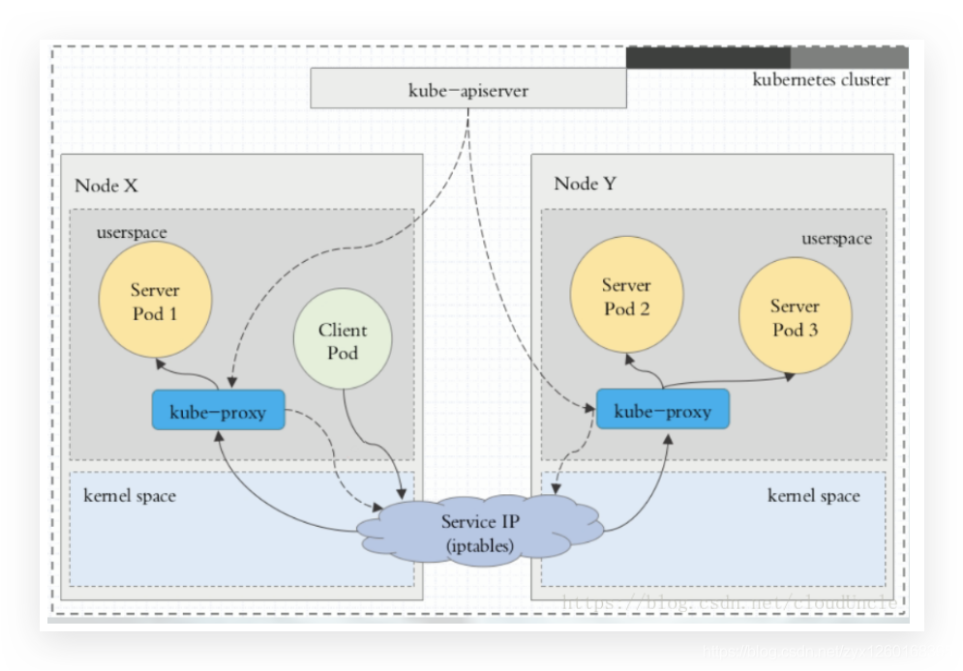 kube-apiserver
kubernetes cluster
Node X
userspace
Server
Pod 1
Client
Pod
kube-proxy
kernel space
Node Y
userspace
Server
Pod 2
Server
Pod 3
kube-proxy
kernel space
Service IP
(iptables)
https://blog.csdn.net/cloudUncle